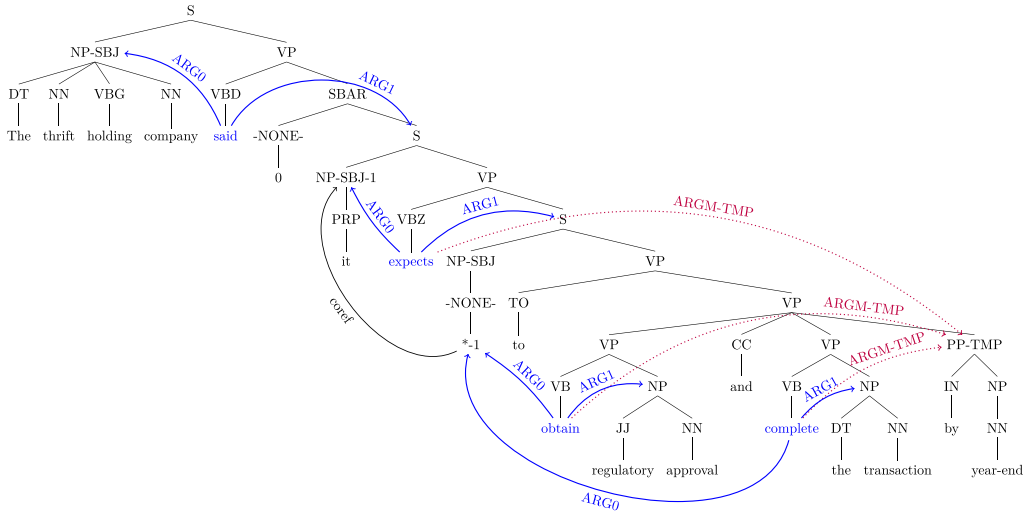 S
NP-SBJ VP
ARG0 ARG1
DT NN VBG NN VBD SBAR
The thrift holding company said -NONE- S
0 NP-SBJ-1 VP
ARG0 ARG1 ARGM-TMP
PRP VBZ S
it expects NP-SBJ VP
coref -NONE- TO VP ARGM-TMP
*-1 to VP CC VP ARGM-TMP PP-TMP
ARG0 ARG1 ARG1
VB NP and VB NP IN NP
obtain JJ NN complete DT NN by NN
regulatory approval the transaction year-end
ARG0